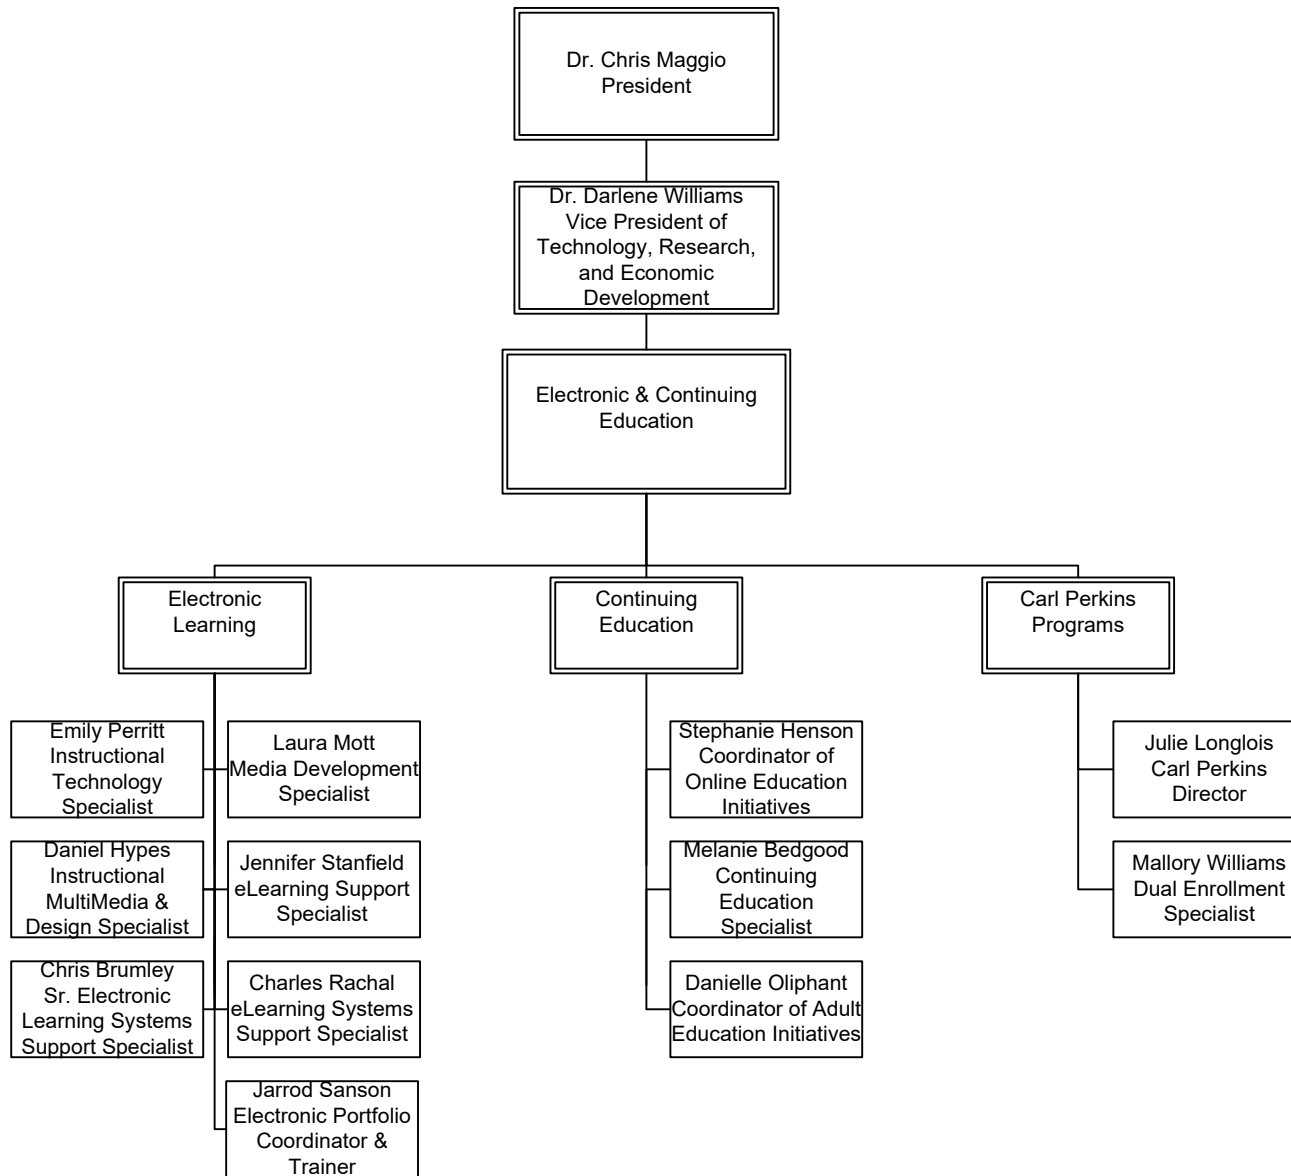 Dr. Chris Maggio
President
Dr. Darlene Williams
Vice President of
Technology, Research,
and Economic
Development
Electronic & Continuing
Education
Electronic
Learning
Continuing
Education
Carl Perkins
Programs
Emily Perritt
Instructional
Technology
Specialist
Laura Mott
Media Development
Specialist
Stephanie Henson
Coordinator of
Online Education
Initiatives
Julie Longlois
Carl Perkins
Director
Daniel Hypes
Instructional
MultiMedia &
Design Specialist
Jennifer Stanfield
eLearning Support
Specialist
Melanie Bedgood
Continuing
Education
Specialist
Mallory Williams
Dual Enrollment
Specialist
Chris Brumley
Sr. Electronic
Learning Systems
Support Specialist
Charles Rachal
eLearning Systems
Support Specialist
Danielle Oliphant
Coordinator of Adult
Education Initiatives
Jarrod Sanson
Electronic Portfolio
Coordinator &
Trainer